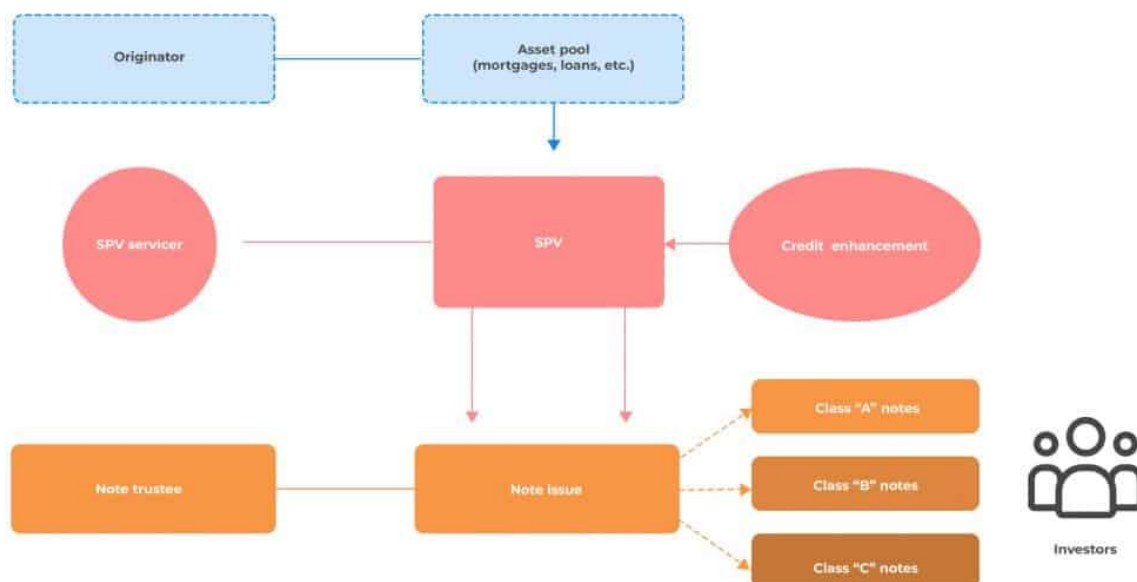 Originator
Asset pool
(mortgages, loans, etc.)
SPV servicer
SPV
Credit enhancement
Note trustee
Note issue
Class “A” notes
Class “B” notes
Class “C” notes
Investors